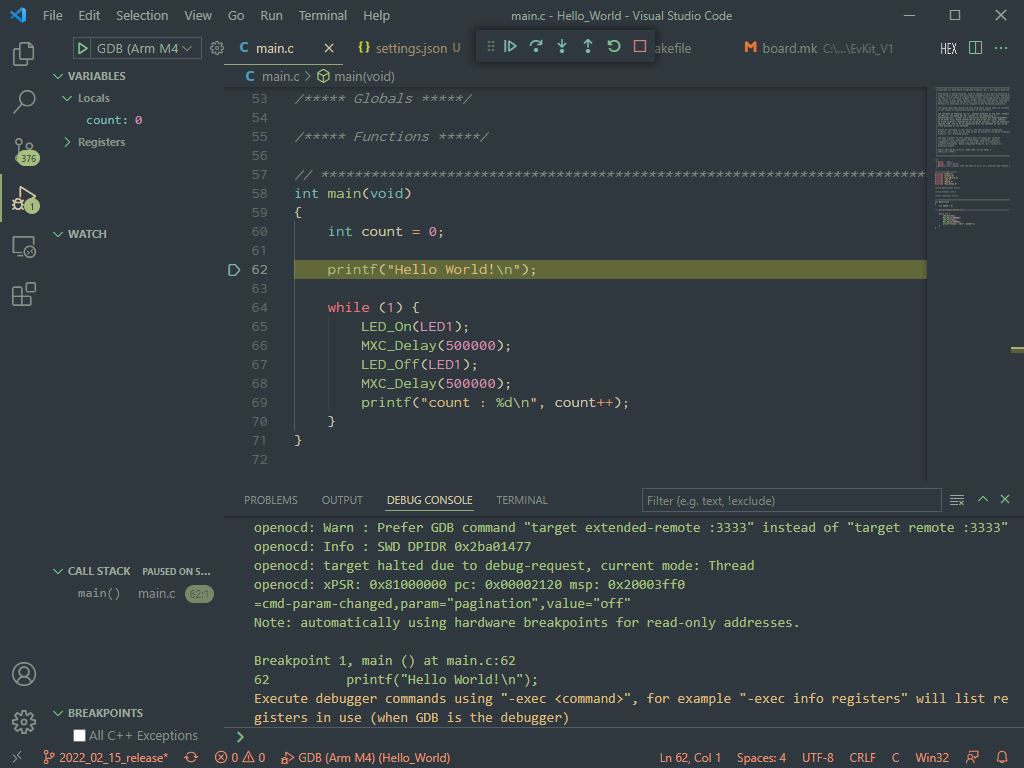 File Edit Selection View Go Run Terminal Help main.c - Hello_World - Visual Studio Code
GDB (Arm M4
C main.c
{} settings.json U
akefile
M board.mk C:\...\EvKit_V1
HEX
C main.c > main(void)
VARIABLES
Locals
count: 0
Registers
376
1
WATCH
CALL STACK PAUSED ON S...
main() main.c 62:1
BREAKPOINTS
All C++ Exceptions
53 /***** Globals *****/
54
55 /***** Functions *****/
56
57 // *****************************************************************************
58 int main(void)
59 {
60 int count = 0;
61
62 printf("Hello World!\n");
63
64 while (1) {
65 LED_On(LED1);
66 MXC_Delay(500000);
67 LED_Off(LED1);
68 MXC_Delay(500000);
69 printf("count : %d\n", count++);
70 }
71 }
72
PROBLEMS OUTPUT DEBUG CONSOLE TERMINAL Filter (e.g. text, !exclude)
openocd: Warn : Prefer GDB command "target extended-remote :3333" instead of "target remote :3333"
openocd: Info : SWD DPIDR 0x2ba01477
openocd: target halted due to debug-request, current mode: Thread
openocd: xPSR: 0x81000000 pc: 0x00002120 msp: 0x20003ff0
=cmd-param-changed,param="pagination",value="off"
Note: automatically using hardware breakpoints for read-only addresses.
Breakpoint 1, main () at main.c:62
62 printf("Hello World!\n");
Execute debugger commands using "-exec <command>", for example "-exec info registers" will list re
gisters in use (when GDB is the debugger)
>
2022_02_15_release* 0 0 GDB (Arm M4) (Hello_World) Ln 62, Col 1 Spaces: 4 UTF-8 CRLF C Win32